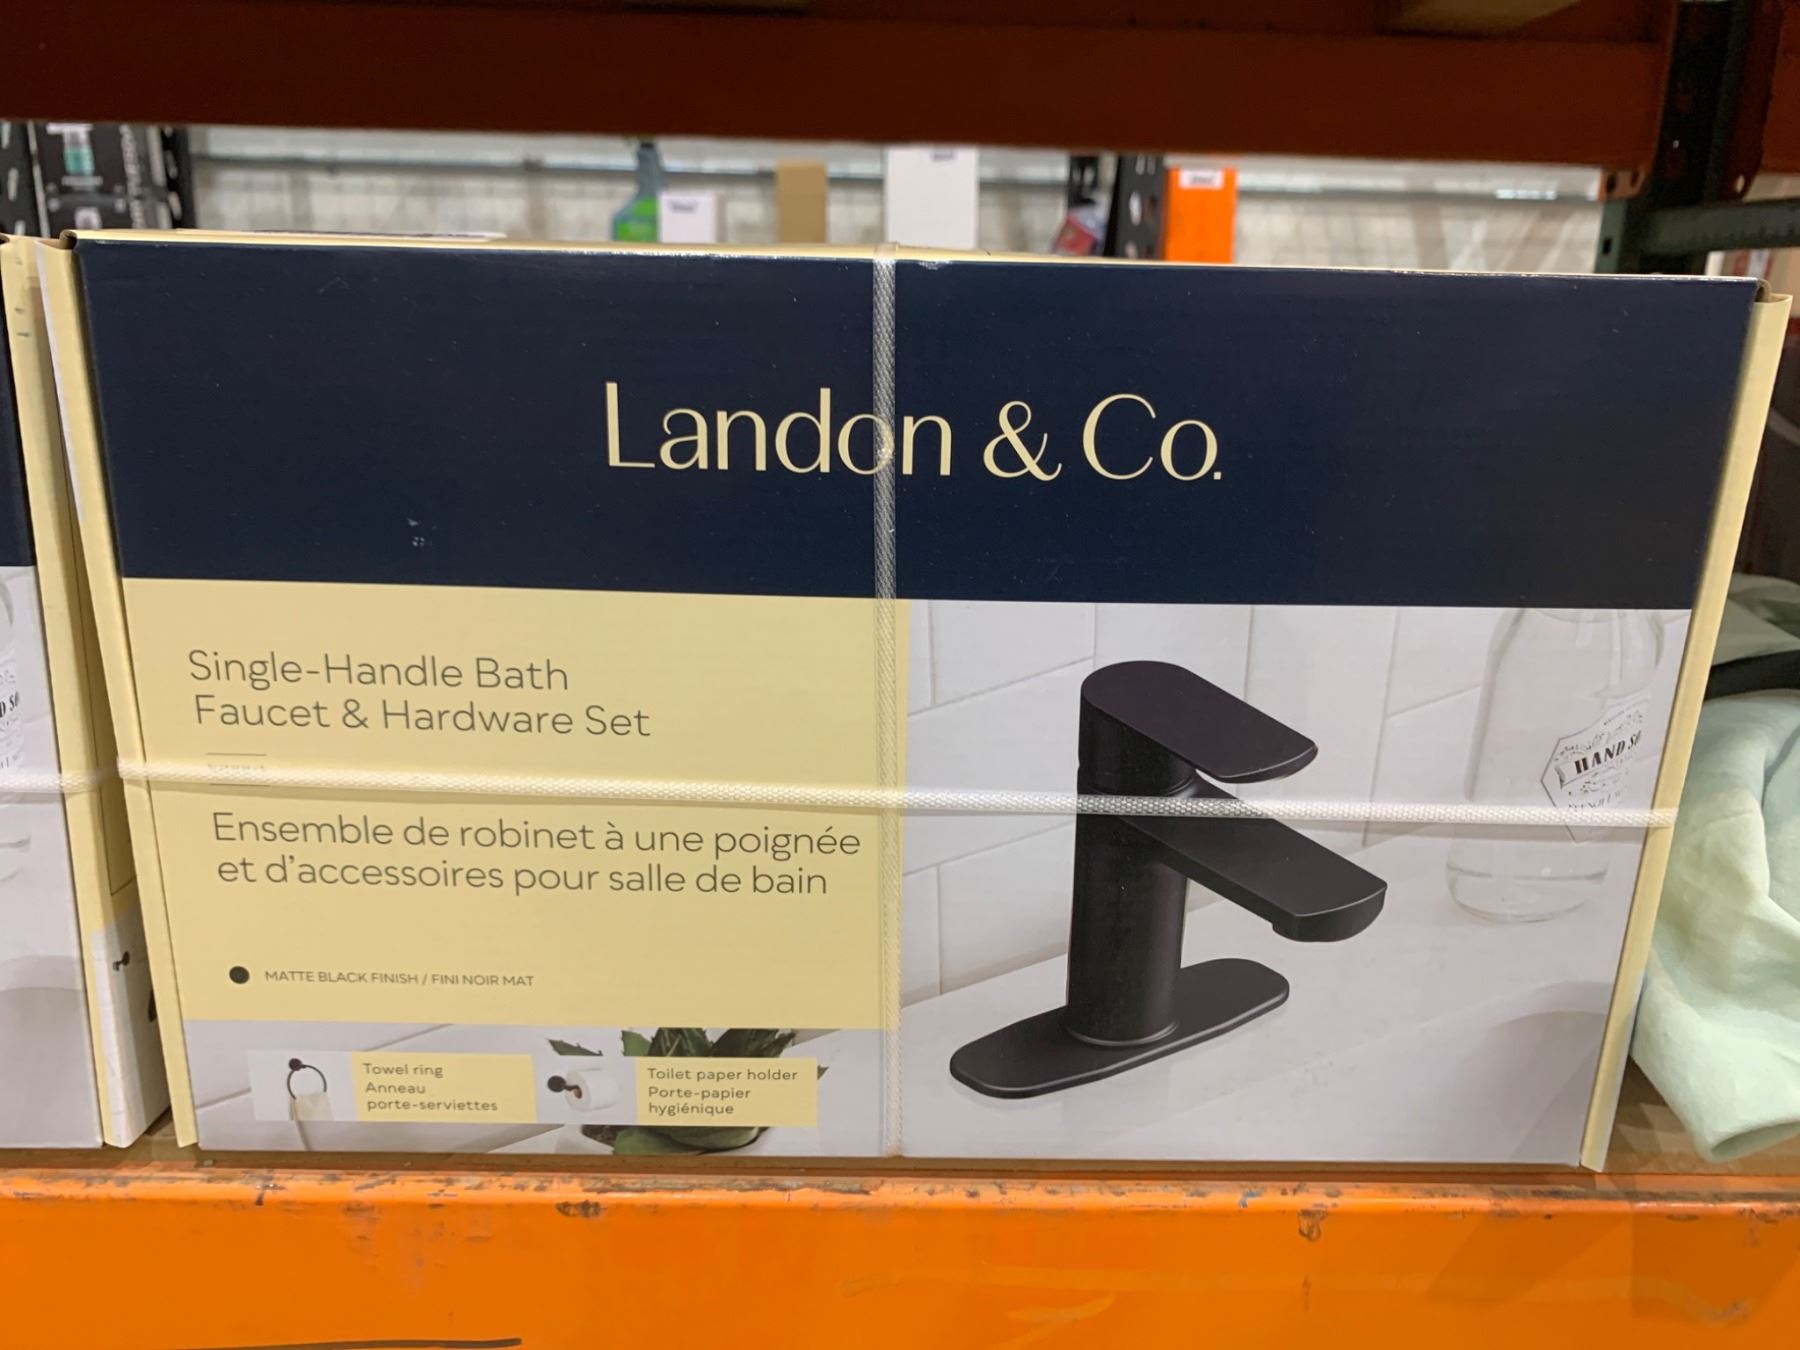 Landon & Co.
Single-Handle Bath
Faucet & Hardware Set
Ensemble de robinet à une poignée
et d'accessoires pour salle de bain
MATTE BLACK FINISH / FINI NOIR MAT
Towel ring
Anneau
porte-serviettes
Toilet paper holder
Porte-papier
hygiénique
HAND